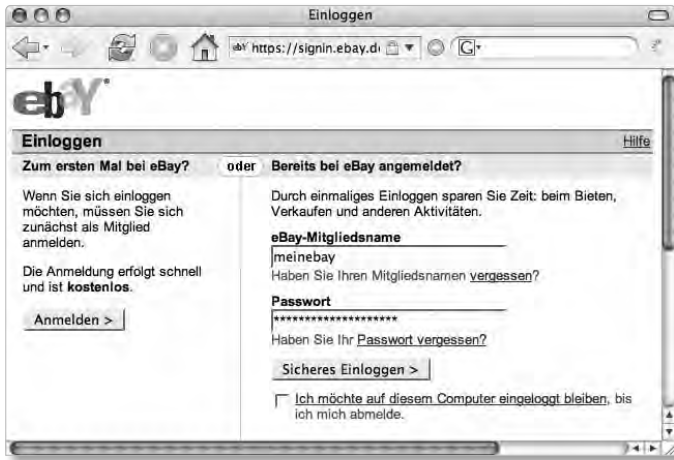 Einloggen
ebY https://signin.ebay.d
G
ebY
Einloggen
Hilfe
Zum ersten Mal bei eBay?
oder
Bereits bei eBay angemeldet?
Wenn Sie sich einloggen
möchten, müssen Sie sich
zunächst als Mitglied
anmelden.
Die Anmeldung erfolgt schnell
und ist kostenlos.
Anmelden >
Durch einmaliges Einloggen sparen Sie Zeit: beim Bieten,
Verkaufen und anderen Aktivitäten.
eBay-Mitgliedsname
meinebay
Haben Sie Ihren Mitgliedsnamen vergessen?
Passwort
********************
Haben Sie Ihr Passwort vergessen?
Sicheres Einloggen >
Ich möchte auf diesem Computer eingeloggt bleiben, bis
ich mich abmelde.